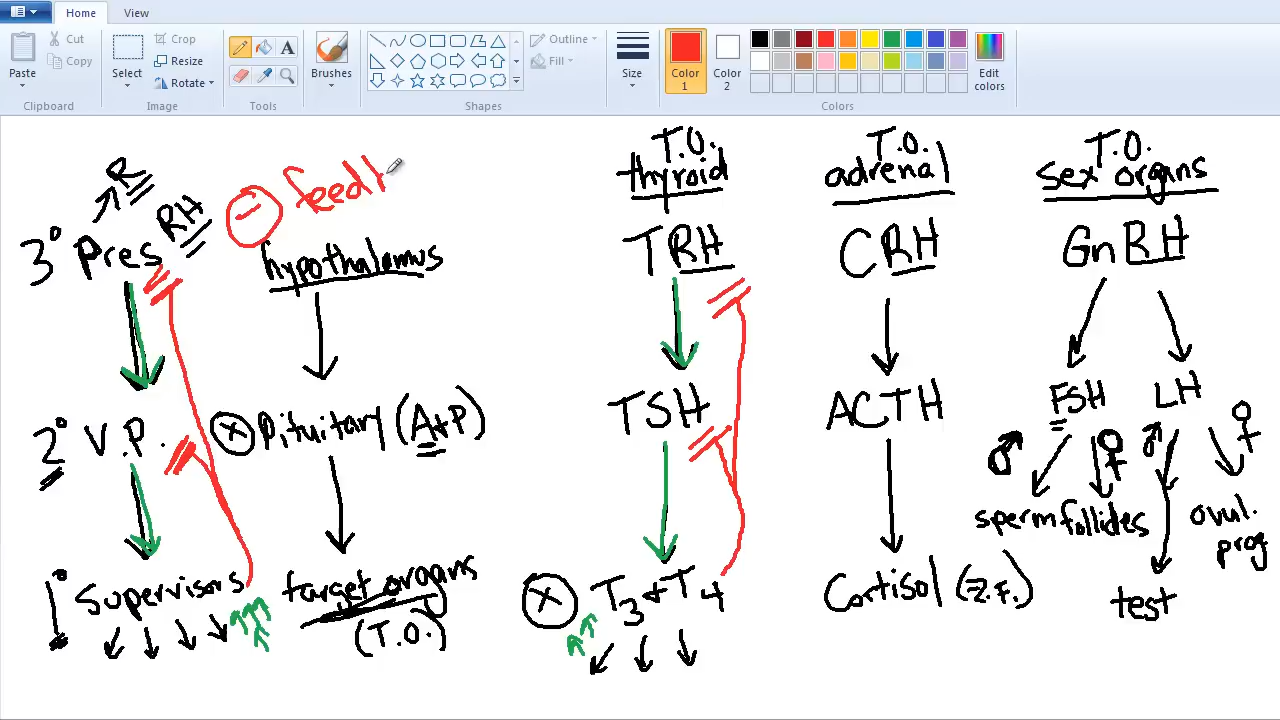 Home View
Paste
Cut
Copy
Clipboard
Select
Crop
Rotate
Image
A
Tools
Brushes
Outline
Fill
Shapes
Size
Color 1
Color 2
Edit colors
Colors
R
RH
3° Pres
2° V.P.
1° Supervisors
feed
hypothalamus
Pituitary (A+P)
target organs
(T.O.)
T.O.
thyroid
TRH
TSH
T3 + T4
T.O.
adrenal
CRH
ACTH
Cortisol (Z.F.)
T.O.
sex organs
GnRH
FSH LH
♂ ♀ ♂ ♀
sperm follicles
ovul.
prog
test